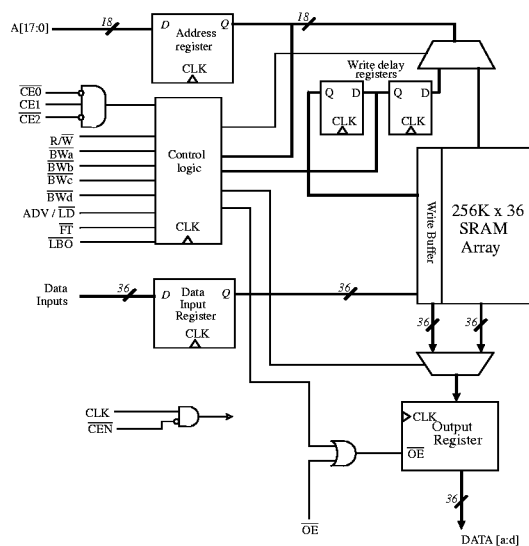 A[17:0]
18
D
Q
Address
register
CLK
18
Write delay
registers
Q
D
CLK
Q
D
CLK
CE0
CE1
CE2
R/W
BWa
BWb
BWc
BWd
ADV / LD
FT
LBO
Control
logic
CLK
Write Buffer
256K x 36
SRAM
Array
Data
Inputs
36
D
Q
Data
Input
Register
CLK
36
36
36
CLK
CEN
CLK
Output
Register
OE
OE
36
DATA [a:d]